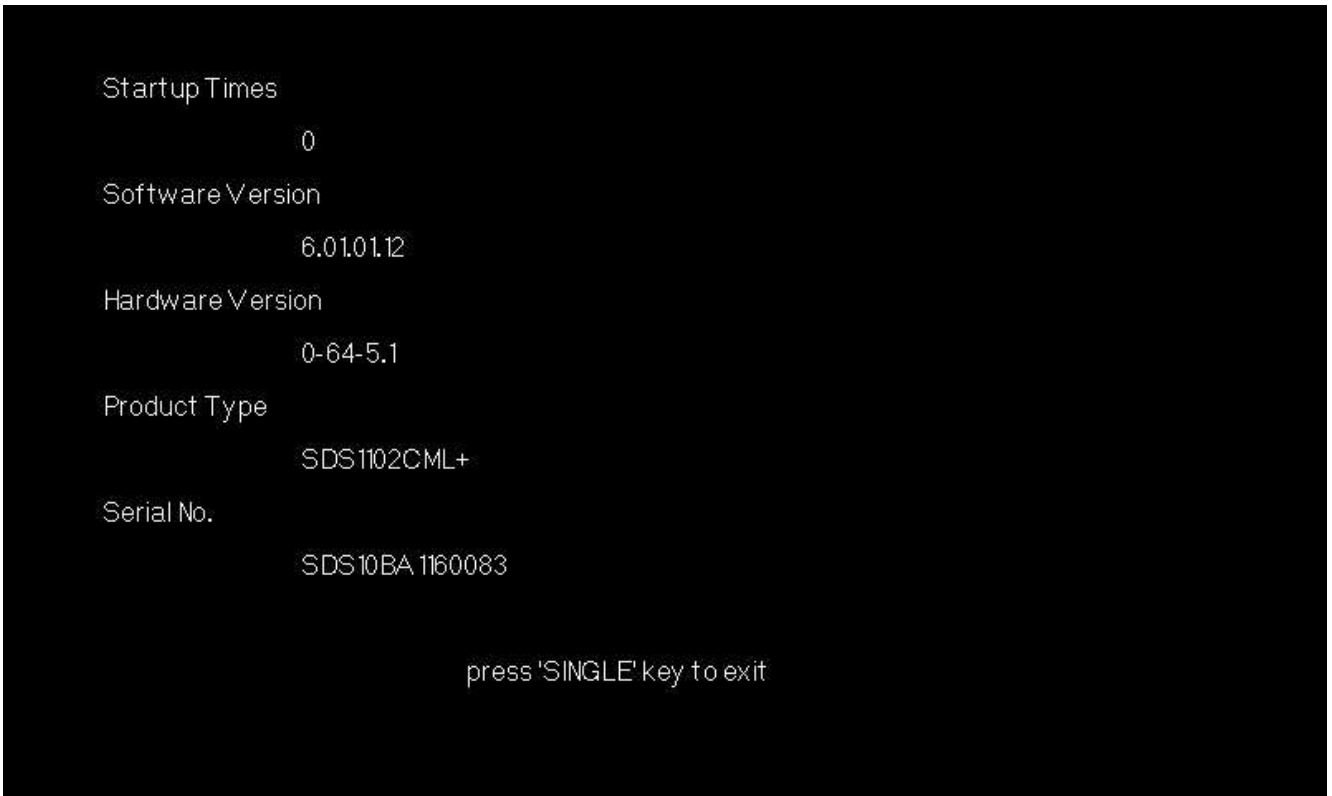 Startup Times
0
Software Version
6.01.01.12
Hardware Version
0-64-5.1
Product Type
SDS1102CML+
Serial No.
SDS10BA1160083
press 'SINGLE' key to exit